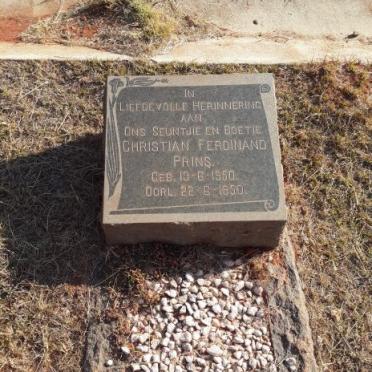 IN
LIEFDEVOLLE HERINNERING
AAN
ONS SEUNTJIE EN BOETIE
CHRISTIAN FERDINAND
PRINS.
GEB. 13-6-1950.
OORL. 22-6-1950.